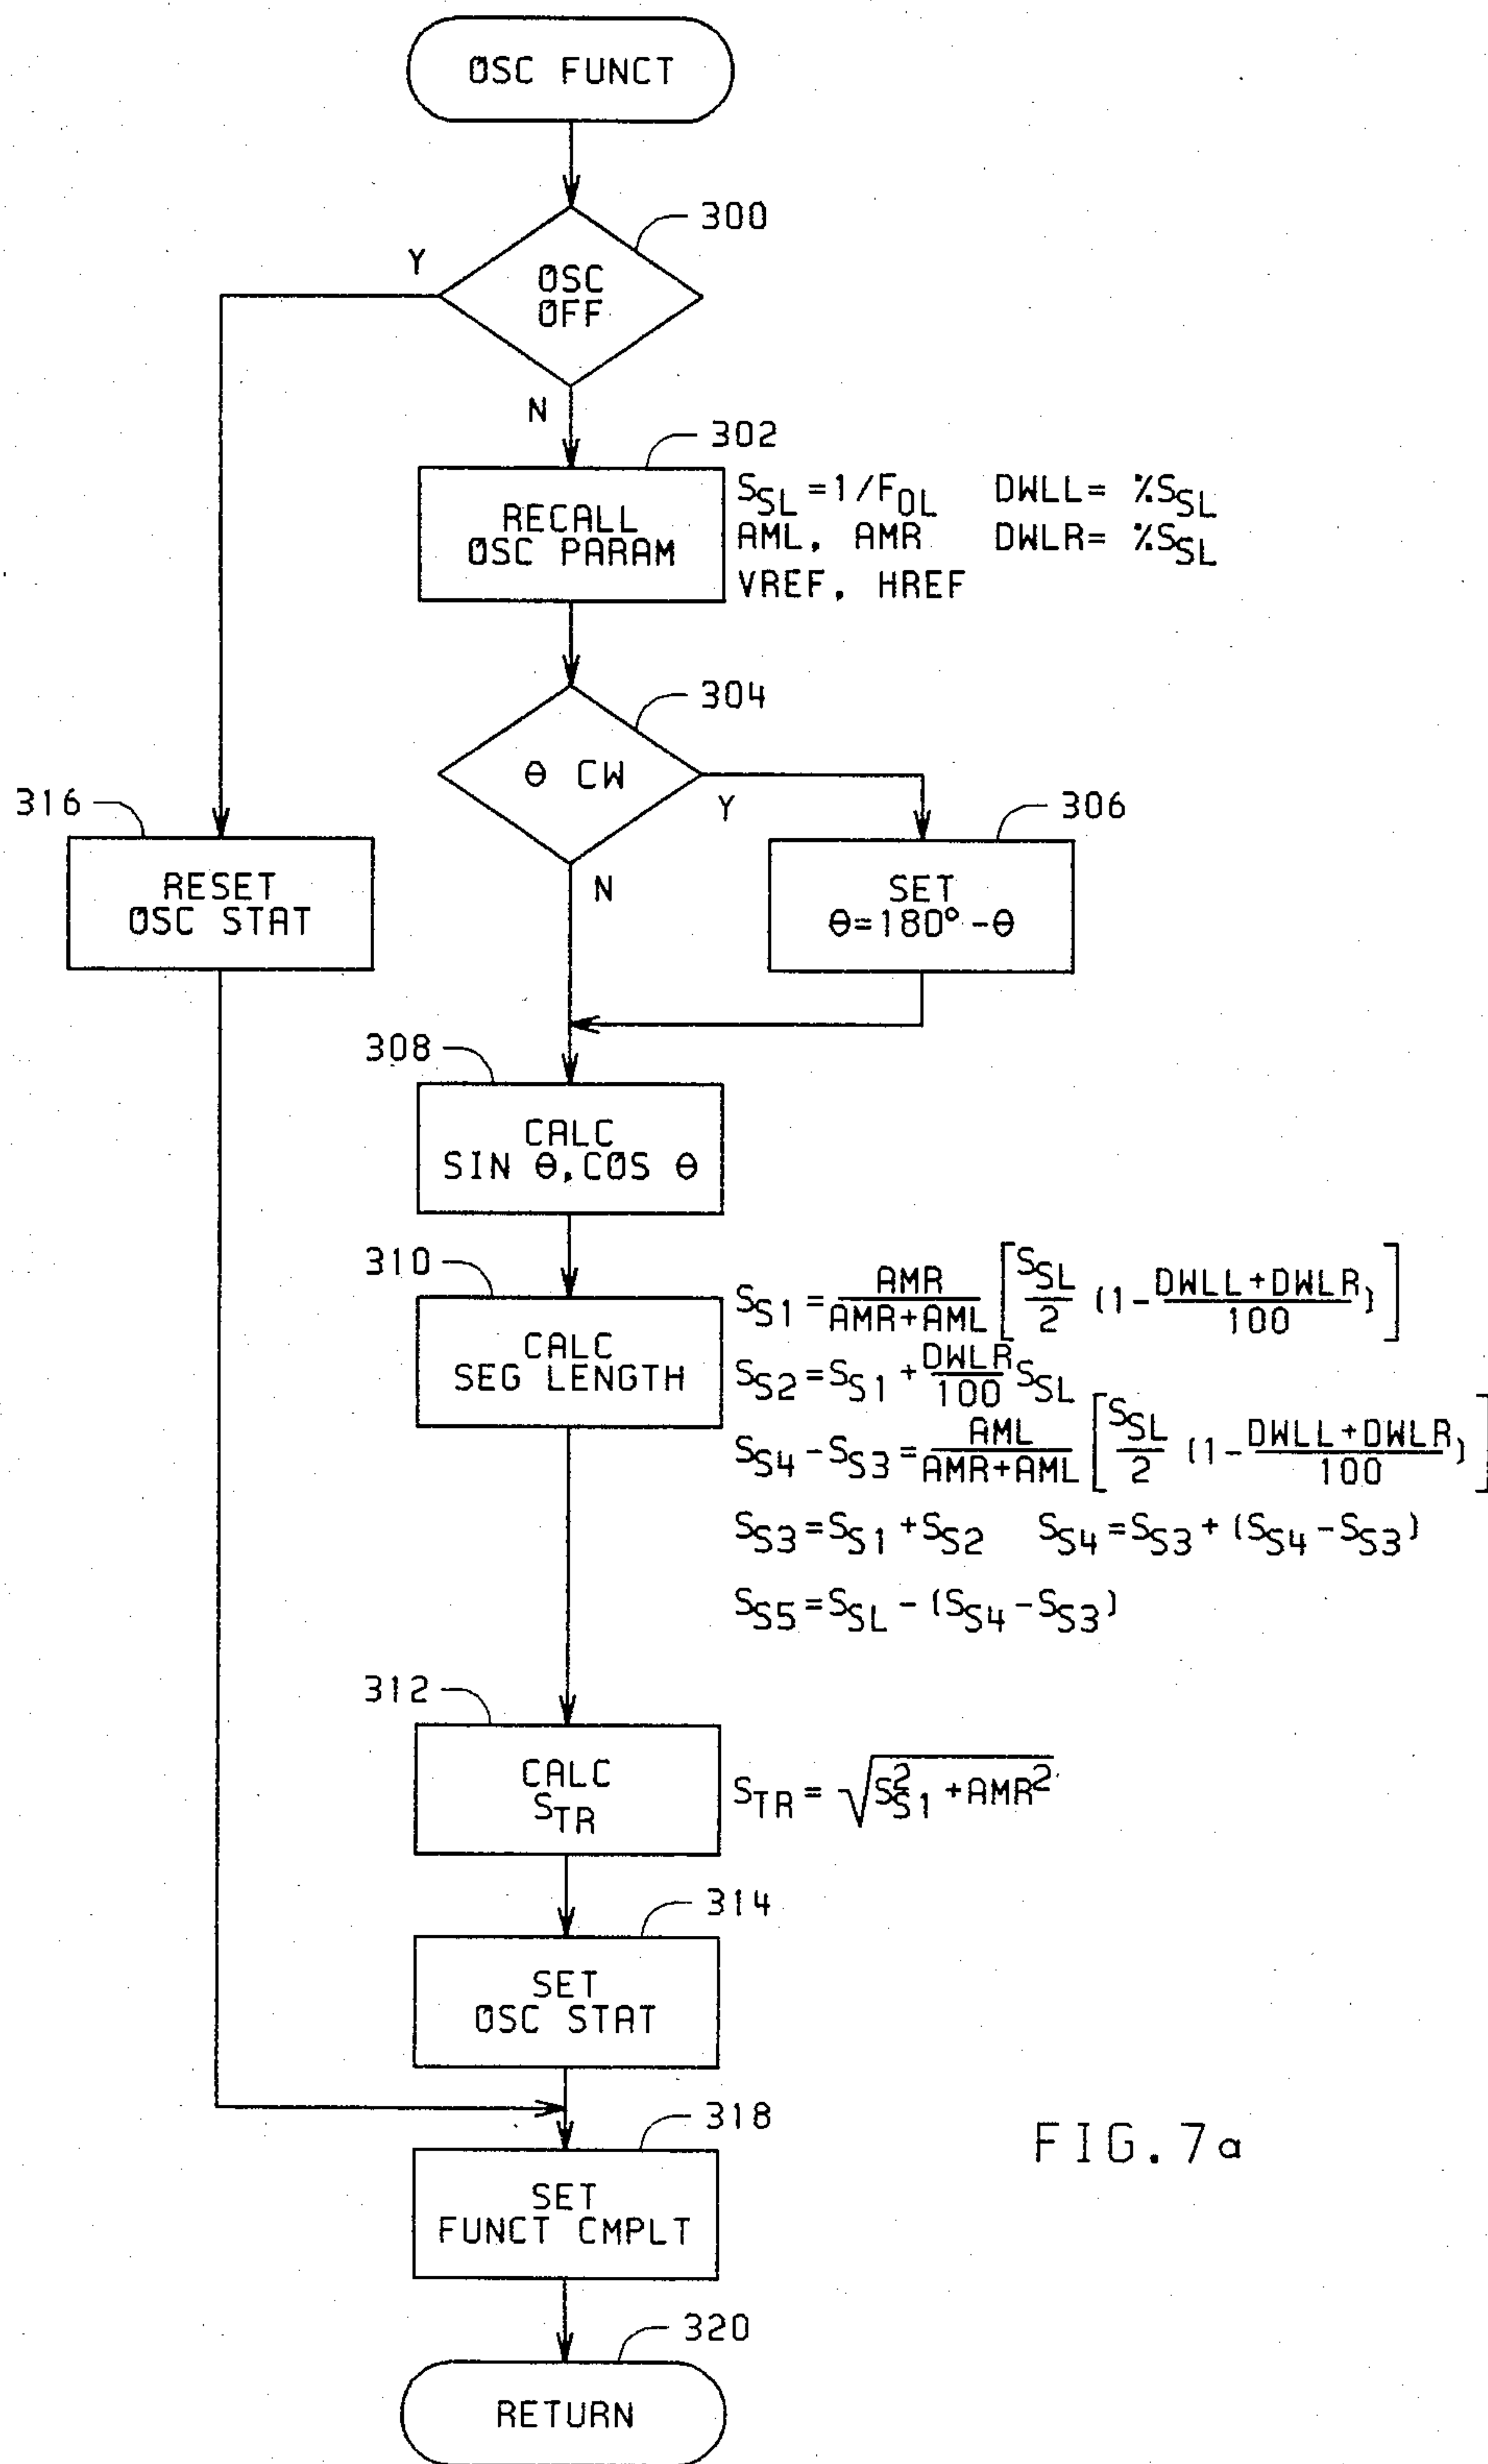 OSC FUNCT
300
Y
OSC
OFF
N
302
RECALL
OSC PARAM
S_SL = 1/F_OL DWLL = %S_SL
AML, AMR DWLR = %S_SL
VREF, HREF
304
θ CW
Y
N
306
SET
θ=180°-θ
316
RESET
OSC STAT
308
CALC
SIN θ, COS θ
310
CALC
SEG LENGTH
S_S1 = AMR/(AMR+AML) [S_SL/2 (1 - (DWLL+DWLR)/100)]
S_S2 = S_S1 + DWLR/100 S_SL
S_S4 - S_S3 = AML/(AMR+AML) [S_SL/2 (1 - (DWLL+DWLR)/100)]
S_S3 = S_S1 + S_S2 S_S4 = S_S3 + (S_S4 - S_S3)
S_S5 = S_SL - (S_S4 - S_S3)
312
CALC
S_TR
S_TR = √(S_S1² + AMR²)
314
SET
OSC STAT
318
SET
FUNCT CMPLT
320
RETURN
FIG. 7a